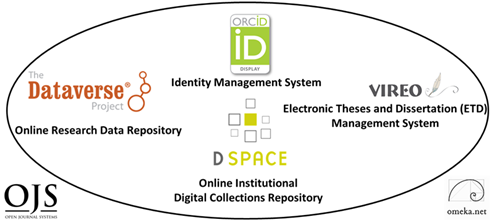 ORCID
iD
DISPLAY
Identity Management System
The
Dataverse®
Project
Online Research Data Repository
VIREO
Electronic Theses and Dissertation (ETD)
Management System
DSPACE
Online Institutional
Digital Collections Repository
OJS
OPEN JOURNAL SYSTEMS
omeka.net